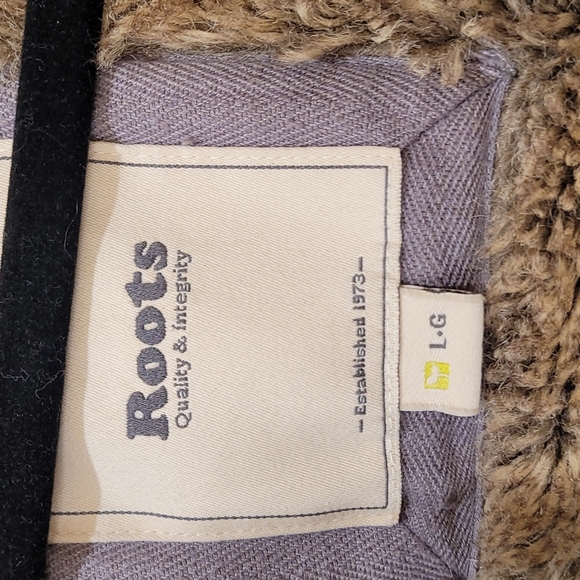 Roots
Quality & integrity
—Established 1973—
L·G